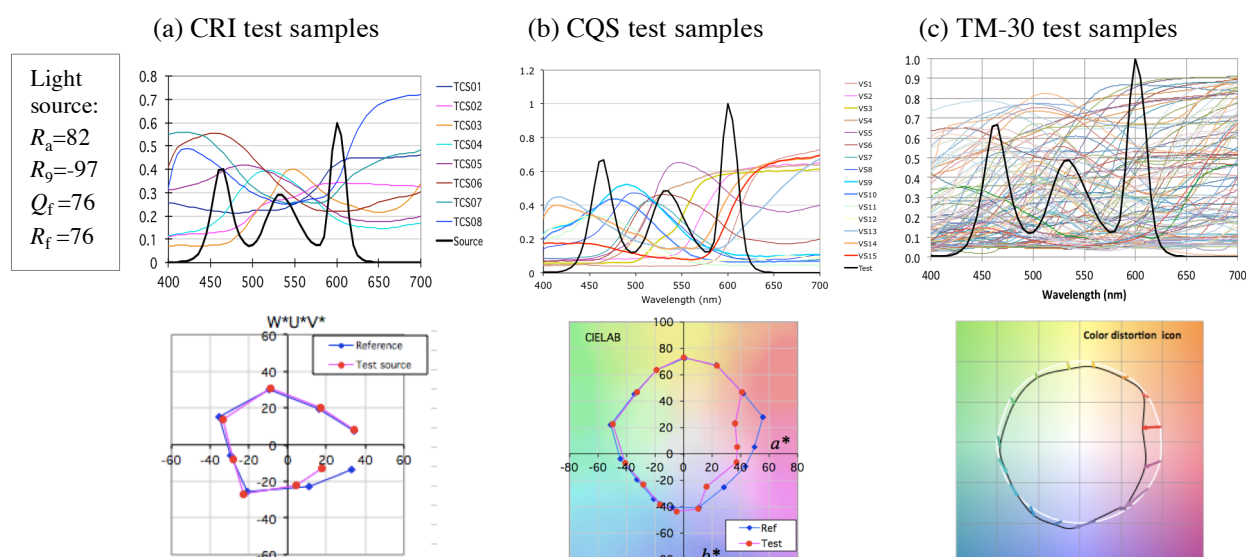 (a) CRI test samples
(b) CQS test samples
(c) TM-30 test samples
Light
source:
Ra=82
R9=-97
Qf=76
Rf =76
0.8
0.7
0.6
0.5
0.4
0.3
0.2
0.1
0
400 450 500 550 600 650 700
TCS01
TCS02
TCS03
TCS04
TCS05
TCS06
TCS07
TCS08
Source
1.2
1
0.8
0.6
0.4
0.2
0
400 450 500 550 600 650 700
Wavelength (nm)
VS1
VS2
VS3
VS4
VS5
VS6
VS7
VS8
VS9
VS10
VS11
VS12
VS13
VS14
VS15
Test
1.0
0.9
0.8
0.7
0.6
0.5
0.4
0.3
0.2
0.1
0.0
400 450 500 550 600 650 700
Wavelength (nm)
W*U*V*
60
40
20
0
-20
-40
-60
-60 -40 -20 0 20 40 60
Reference
Test source
CIELAB
100
80
60
40
20
0
-20
-40
-60
-80
-80 -60 -40 -20 0 20 40 60 80
a*
b*
Ref
Test
Color distortion icon